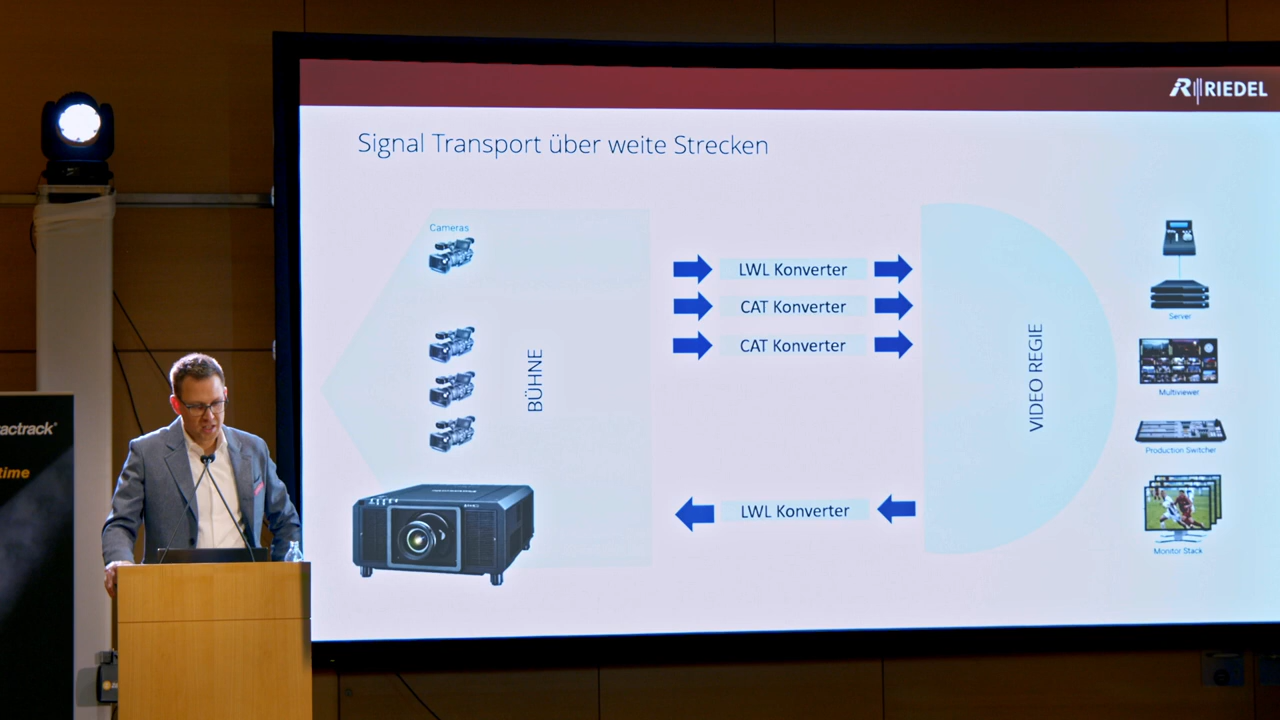 RIEDEL
Signal Transport über weite Strecken
Cameras
BÜHNE
LWL Konverter
CAT Konverter
CAT Konverter
LWL Konverter
VIDEO REGIE
Server
Multiviewer
Production Switcher
Monitor Stack
actrack
time